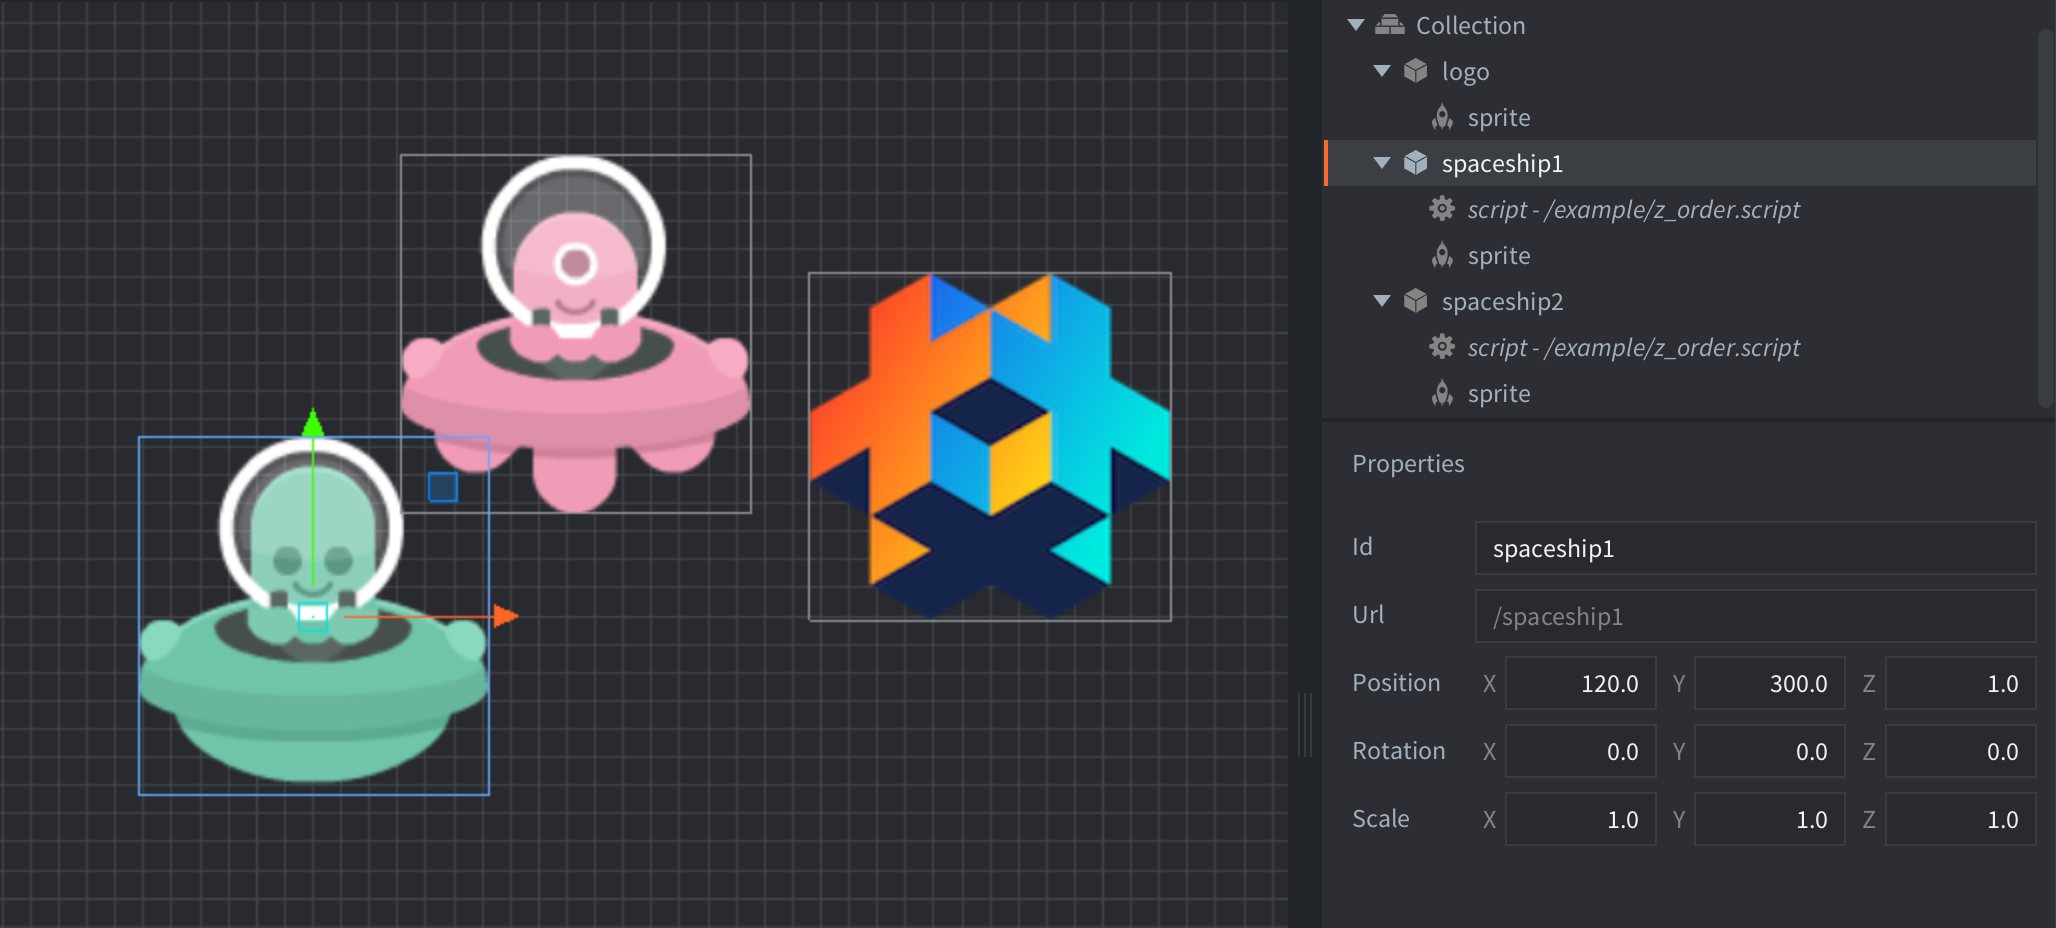 Collection
logo
sprite
spaceship1
script - /example/z_order.script
sprite
spaceship2
script - /example/z_order.script
sprite
Properties
Id spaceship1
Url /spaceship1
Position X 120.0 Y 300.0 Z 1.0
Rotation X 0.0 Y 0.0 Z 0.0
Scale X 1.0 Y 1.0 Z 1.0